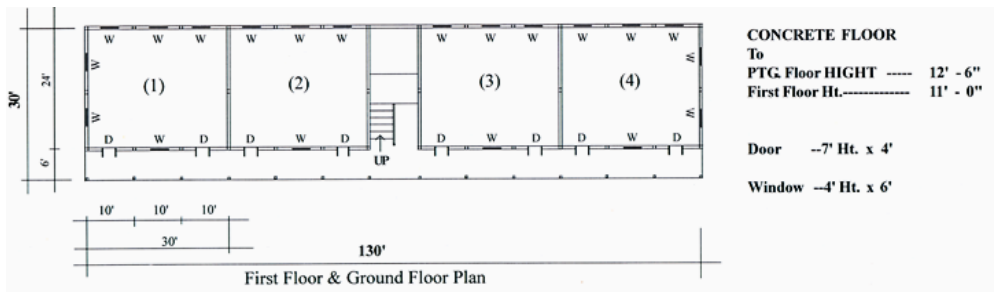 W W W W W W W W W W W W
W W
(1) (2) (3) (4)
W W
D W D D W D D W D D W D
UP
30'
24'
6'
10' 10' 10'
30'
130'
First Floor & Ground Floor Plan
CONCRETE FLOOR
To
PTG. Floor HIGHT ----- 12' - 6"
First Floor Ht.-------------- 11' - 0"
Door --7' Ht. x 4'
Window --4' Ht. x 6'